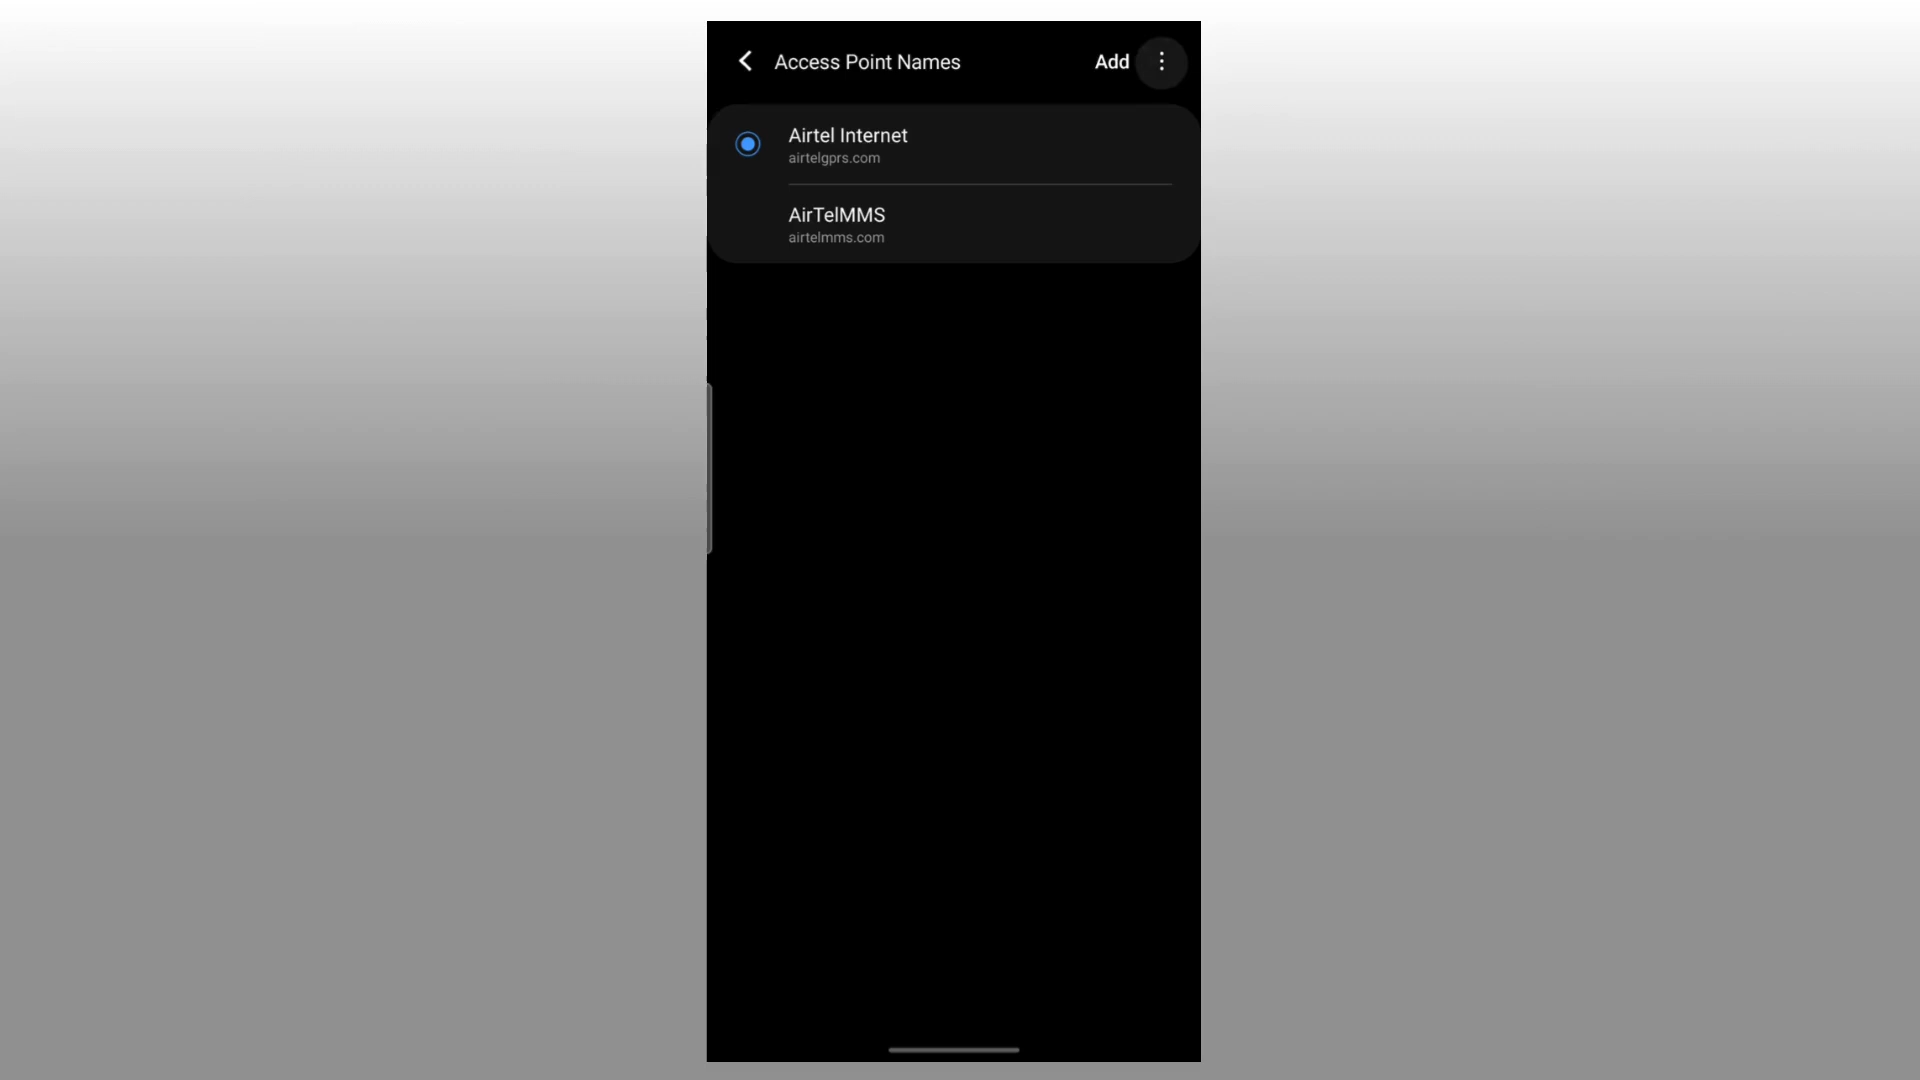 Access Point Names
Add
Airtel Internet
airtelgprs.com
AirTelMMS
airtelmms.com